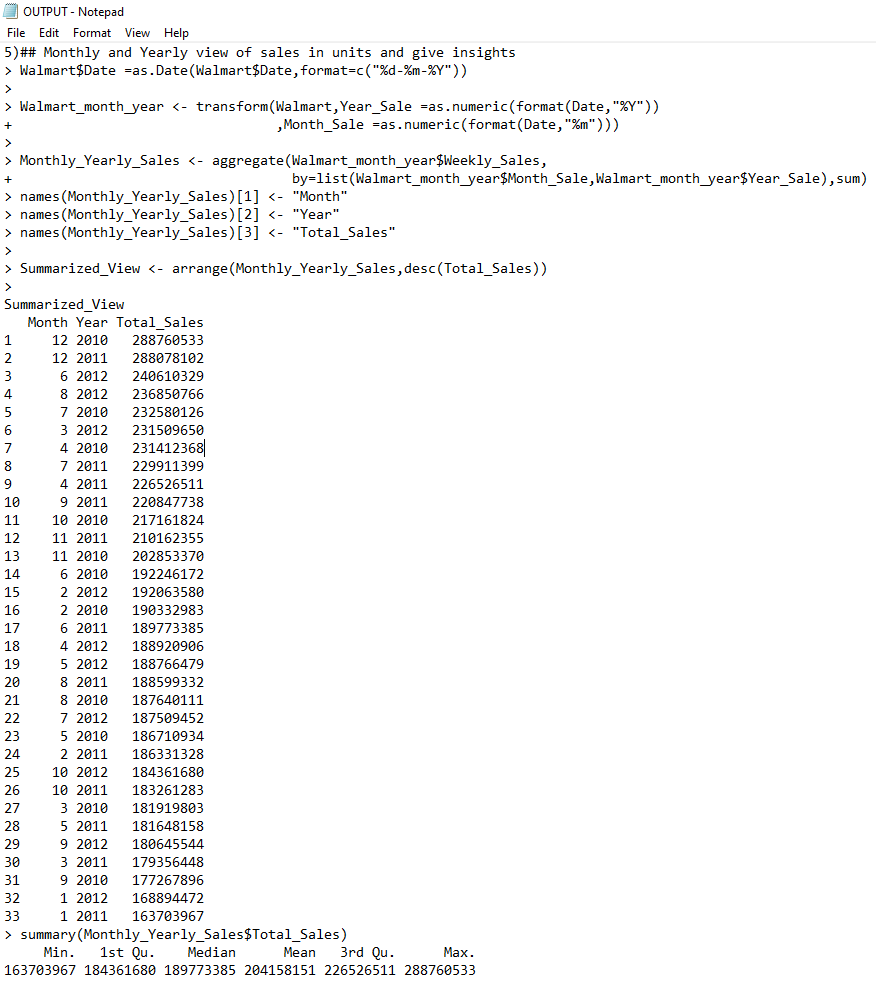 OUTPUT - Notepad
File Edit Format View Help
5)## Monthly and Yearly view of sales in units and give insights
> Walmart$Date =as.Date(Walmart$Date,format=c("%d-%m-%Y"))
>
> Walmart_month_year <- transform(Walmart,Year_Sale =as.numeric(format(Date,"%Y"))
+                                 ,Month_Sale =as.numeric(format(Date,"%m")))
>
> Monthly_Yearly_Sales <- aggregate(Walmart_month_year$Weekly_Sales,
+                                   by=list(Walmart_month_year$Month_Sale,Walmart_month_year$Year_Sale),sum)
> names(Monthly_Yearly_Sales)[1] <- "Month"
> names(Monthly_Yearly_Sales)[2] <- "Year"
> names(Monthly_Yearly_Sales)[3] <- "Total_Sales"
>
> Summarized_View <- arrange(Monthly_Yearly_Sales,desc(Total_Sales))
>
Summarized_View
   Month Year Total_Sales
1     12 2010   288760533
2     12 2011   288078102
3      6 2012   240610329
4      8 2012   236850766
5      7 2010   232580126
6      3 2012   231509650
7      4 2010   231412368
8      7 2011   229911399
9      4 2011   226526511
10     9 2011   220847738
11    10 2010   217161824
12    11 2011   210162355
13    11 2010   202853370
14     6 2010   192246172
15     2 2012   192063580
16     2 2010   190332983
17     6 2011   189773385
18     4 2012   188920906
19     5 2012   188766479
20     8 2011   188599332
21     8 2010   187640111
22     7 2012   187509452
23     5 2010   186710934
24     2 2011   186331328
25    10 2012   184361680
26    10 2011   183261283
27     3 2010   181919803
28     5 2011   181648158
29     9 2012   180645544
30     3 2011   179356448
31     9 2010   177267896
32     1 2012   168894472
33     1 2011   163703967
> summary(Monthly_Yearly_Sales$Total_Sales)
     Min.   1st Qu.    Median      Mean   3rd Qu.      Max.
163703967 184361680 189773385 204158151 226526511 288760533